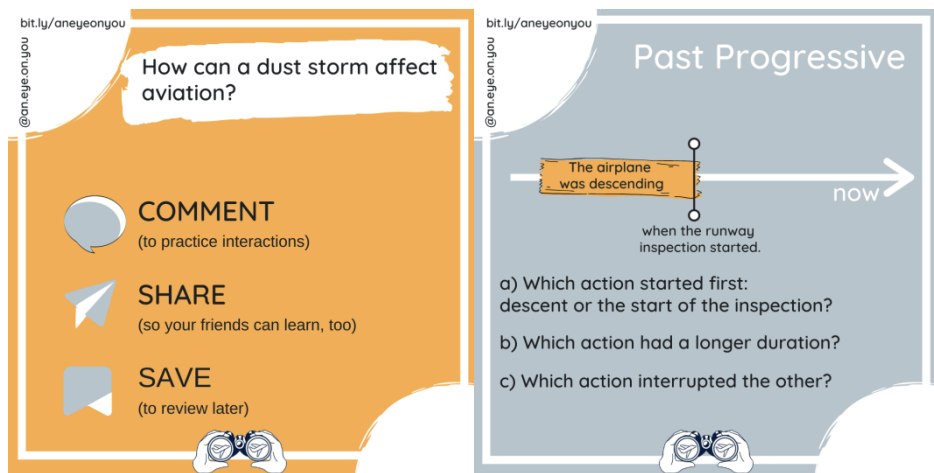 bit.ly/aneyeonyou
@an.eye.on.you
How can a dust storm affect
aviation?
COMMENT
(to practice interactions)
SHARE
(so your friends can learn, too)
SAVE
(to review later)
bit.ly/aneyeonyou
@an.eye.on.you
Past Progressive
The airplane
was descending
now
when the runway
inspection started.
a) Which action started first:
descent or the start of the inspection?
b) Which action had a longer duration?
c) Which action interrupted the other?